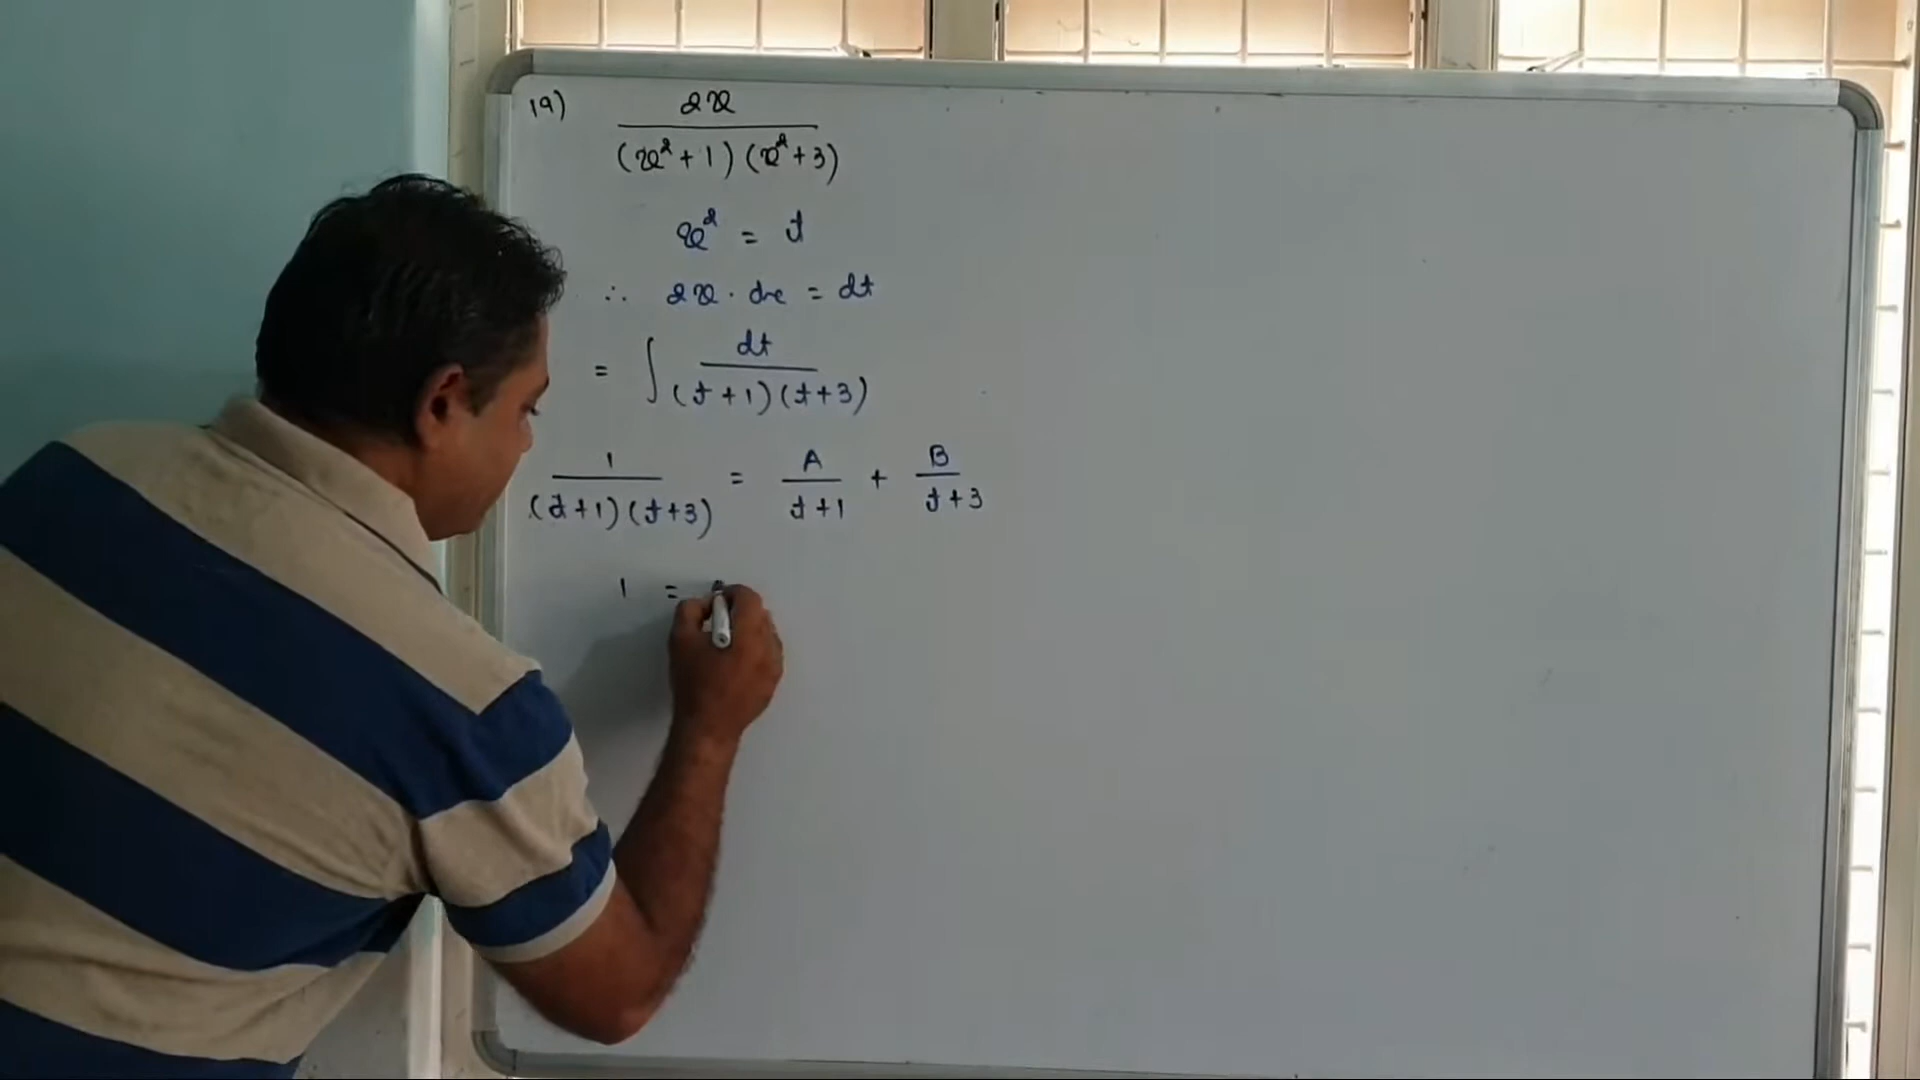 19) 2x
(x² + 1) (x² + 3)
x² = t
∴ 2x · dx = dt
= ∫ dt
(t + 1) (t + 3)
1 = A + B
(t + 1) (t + 3) t + 1 t + 3
1 =